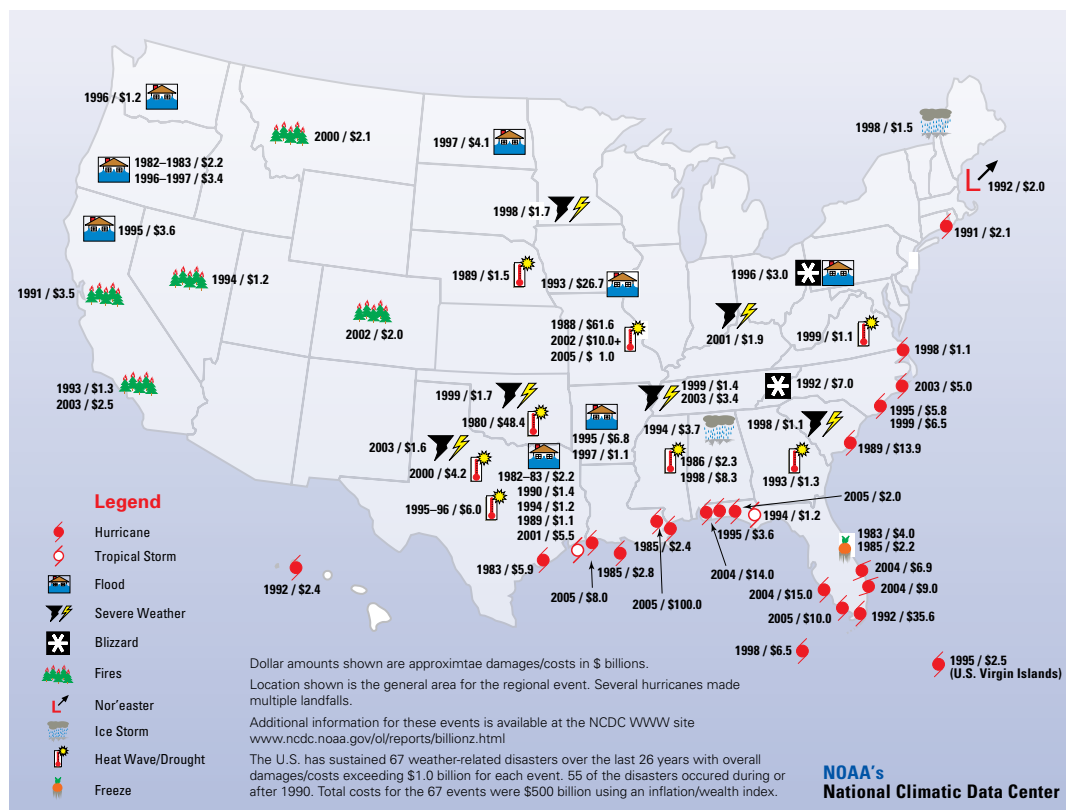 1996 / $1.2
2000 / $2.1
1997 / $4.1
1998 / $1.5
1982–1983 / $2.2
1996–1997 / $3.4
1992 / $2.0
1998 / $1.7
1995 / $3.6
1991 / $2.1
1989 / $1.5
1994 / $1.2
1993 / $26.7
1996 / $3.0
1991 / $3.5
2002 / $2.0
1988 / $61.6
2002 / $10.0+
2005 / $ 1.0
2001 / $1.9
1999 / $1.1
1998 / $1.1
1993 / $1.3
2003 / $2.5
1999 / $1.7
1980 / $48.4
1999 / $1.4
2003 / $3.4
1992 / $7.0
2003 / $5.0
1995 / $5.8
1999 / $6.5
1995 / $6.8
1997 / $1.1
1994 / $3.7
1998 / $1.1
2003 / $1.6
1989 / $13.9
2000 / $4.2
1986 / $2.3
1998 / $8.3
1993 / $1.3
1982–83 / $2.2
1990 / $1.4
1994 / $1.2
1989 / $1.1
2001 / $5.5
1995–96 / $6.0
2005 / $2.0
1994 / $1.2
1995 / $3.6
1985 / $2.4
1983 / $4.0
1985 / $2.2
1983 / $5.9
1985 / $2.8
2004 / $14.0
2004 / $6.9
2004 / $9.0
2004 / $15.0
2005 / $8.0
2005 / $100.0
2005 / $10.0
1992 / $35.6
1992 / $2.4
1998 / $6.5
1995 / $2.5
(U.S. Virgin Islands)
Legend
Hurricane
Tropical Storm
Flood
Severe Weather
Blizzard
Fires
L
Nor'easter
Ice Storm
Heat Wave/Drought
Freeze
L
Dollar amounts shown are approximtae damages/costs in $ billions.
Location shown is the general area for the regional event. Several hurricanes made
multiple landfalls.
Additional information for these events is available at the NCDC WWW site
www.ncdc.noaa.gov/ol/reports/billionz.html
The U.S. has sustained 67 weather-related disasters over the last 26 years with overall
damages/costs exceeding $1.0 billion for each event. 55 of the disasters occured during or
after 1990. Total costs for the 67 events were $500 billion using an inflation/wealth index.
NOAA's
National Climatic Data Center